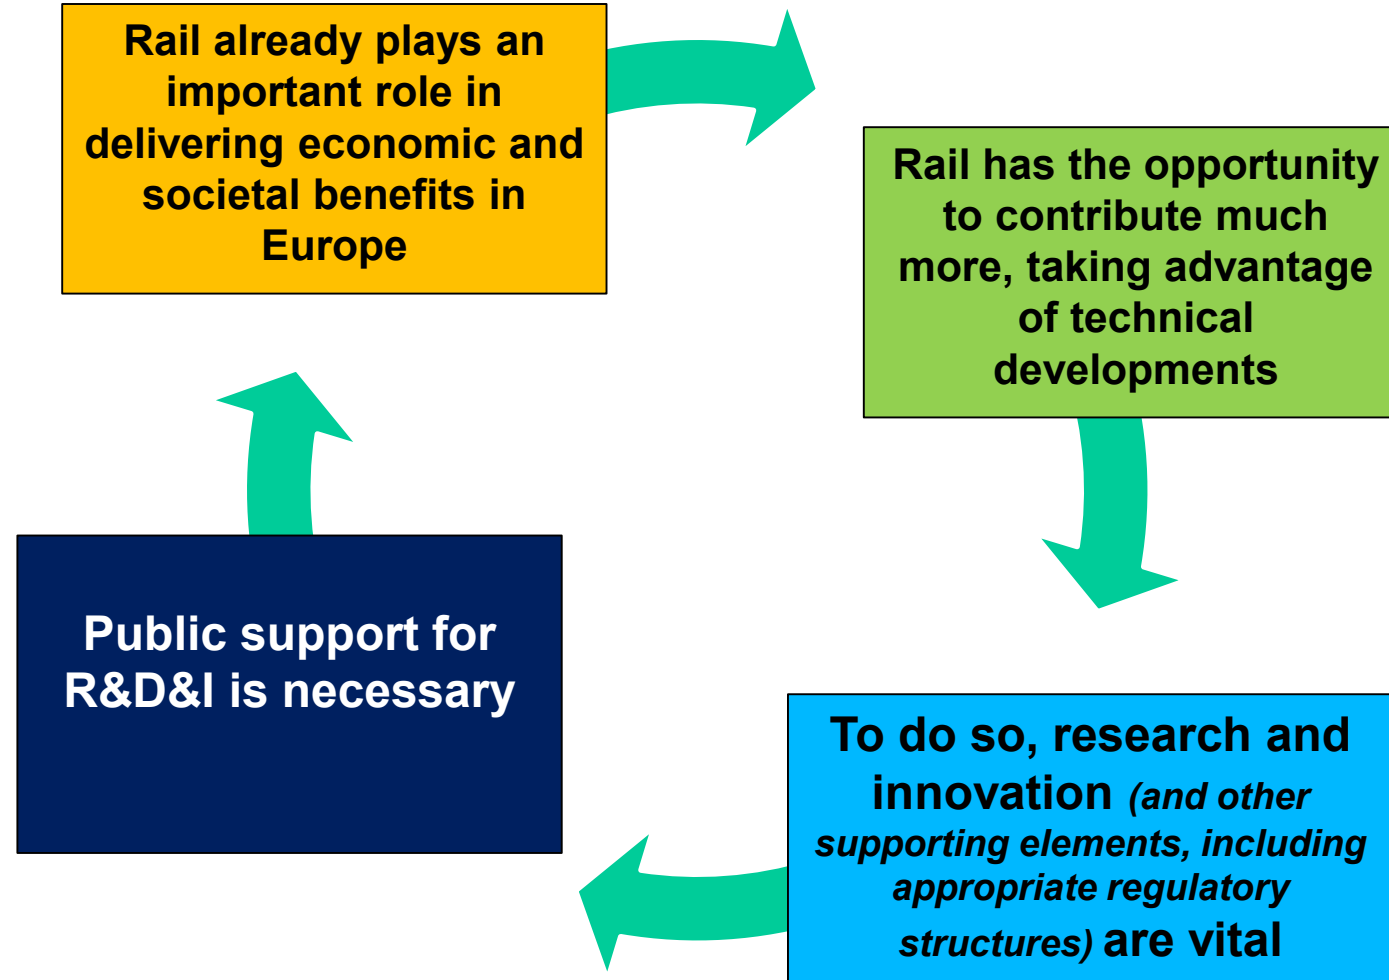 Rail already plays an
important role in
delivering economic and
societal benefits in
Europe
Rail has the opportunity
to contribute much
more, taking advantage
of technical
developments
To do so, research and
innovation (and other
supporting elements, including
appropriate regulatory
structures) are vital
Public support for
R&D&I is necessary